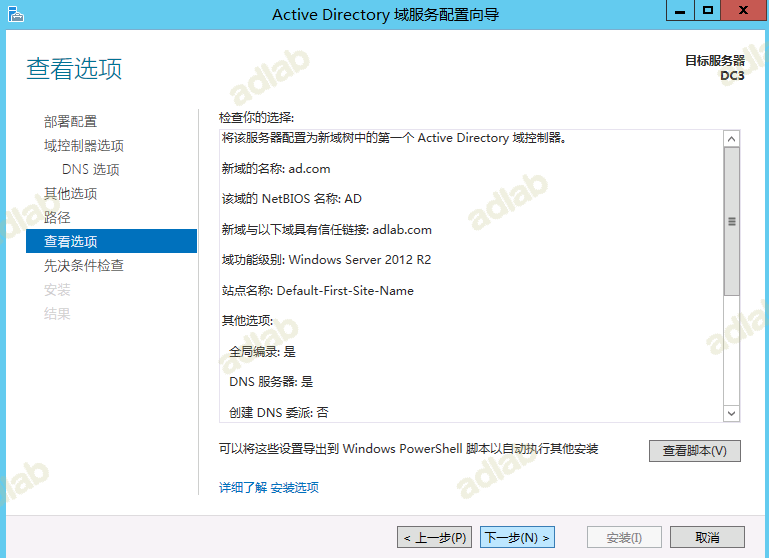 Active Directory 域服务配置向导
查看选项
目标服务器
DC3
部署配置
域控制器选项
DNS 选项
其他选项
路径
查看选项
先决条件检查
安装
结果
检查你的选择:
将该服务器配置为新域树中的第一个 Active Directory 域控制器。
新域的名称: ad.com
该域的 NetBIOS 名称: AD
新域与以下域具有信任链接: adlab.com
域功能级别: Windows Server 2012 R2
站点名称: Default-First-Site-Name
其他选项:
全局编录: 是
DNS 服务器: 是
创建 DNS 委派: 否
可以将这些设置导出到 Windows PowerShell 脚本以自动执行其他安装
查看脚本(V)
详细了解 安装选项
< 上一步(P)
下一步(N) >
安装(I)
取消
adlab
adlab
adlab
adlab
adlab
adlab
adlab
adlab